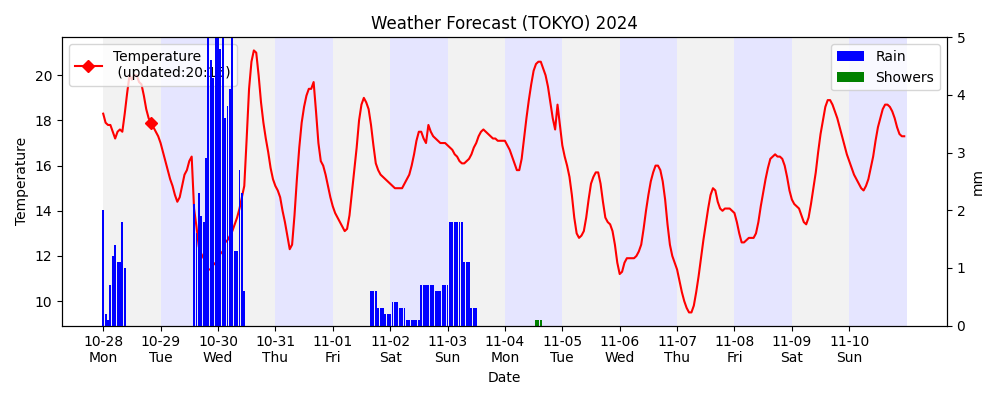 Weather Forecast (TOKYO) 2024
Temperature
(updated:20:
Rain
Showers
20
18
16
14
12
10
Temperature
5
4
3
2
1
0
mm
10-28 10-29 10-30 10-31 11-01 11-02 11-03 11-04 11-05 11-06 11-07 11-08 11-09 11-10
Mon Tue Wed Thu Fri Sat Sun Mon Tue Wed Thu Fri Sat Sun
Date